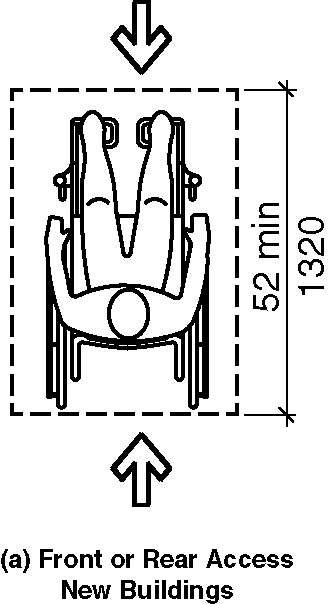 52 min
1320
(a) Front or Rear Access
New Buildings